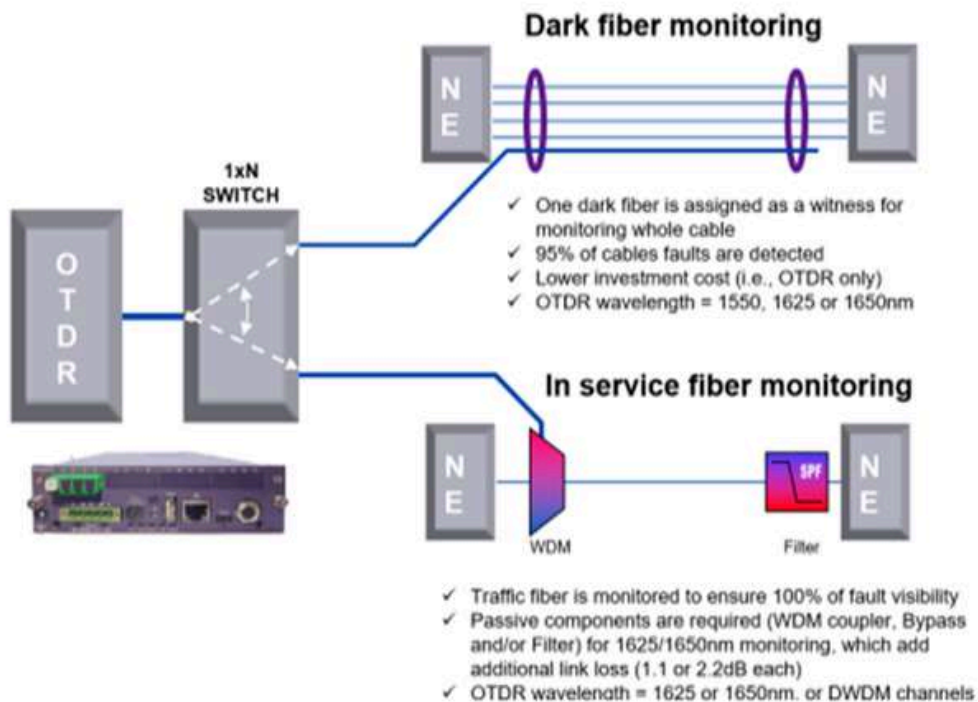 Dark fiber monitoring
N
E
N
E
1xN
SWITCH
✓ One dark fiber is assigned as a witness for
monitoring whole cable
✓ 95% of cables faults are detected
✓ Lower investment cost (i.e., OTDR only)
✓ OTDR wavelength = 1550, 1625 or 1650nm
O
T
D
R
In service fiber monitoring
N
E
SPF
N
E
WDM
Filter
✓ Traffic fiber is monitored to ensure 100% of fault visibility
✓ Passive components are required (WDM coupler, Bypass
and/or Filter) for 1625/1650nm monitoring, which add
additional link loss (1.1 or 2.2dB each)
✓ OTDR wavelength = 1625 or 1650nm. or DWDM channels